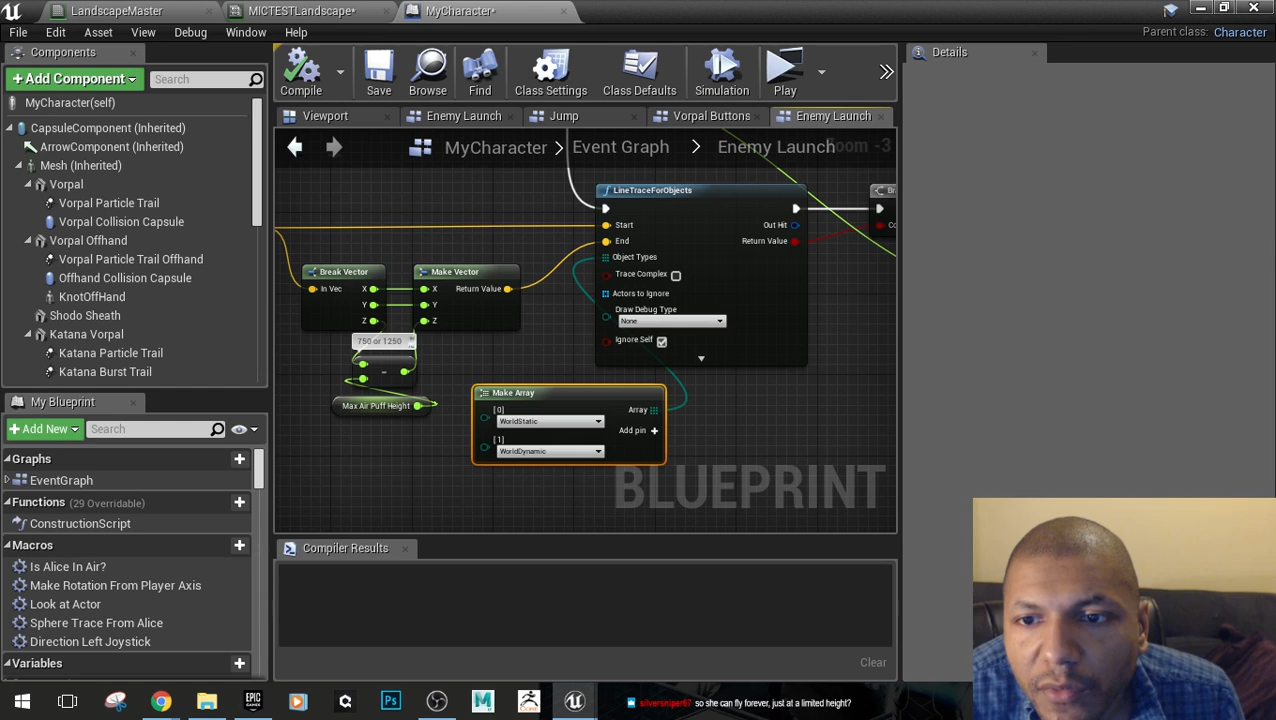 LandscapeMaster
MICTESTLandscape*
MyCharacter*
File Edit Asset View Debug Window Help
Parent class: Character
Components
+Add Component
Search
MyCharacter(self)
CapsuleComponent (Inherited)
ArrowComponent (Inherited)
Mesh (Inherited)
Vorpal
Vorpal Particle Trail
Vorpal Collision Capsule
Vorpal Offhand
Vorpal Particle Trail Offhand
Offhand Collision Capsule
KnotOffHand
Shodo Sheath
Katana Vorpal
Katana Particle Trail
Katana Burst Trail
My Blueprint
+Add New
Search
Graphs
EventGraph
Functions (29 Overridable)
ConstructionScript
Macros
Is Alice In Air?
Make Rotation From Player Axis
Look at Actor
Sphere Trace From Alice
Direction Left Joystick
Variables
Compile
Save
Browse
Find
Class Settings
Class Defaults
Simulation
Play
Viewport
Enemy Launch
Jump
Vorpal Buttons
Enemy Launch
MyCharacter > Event Graph > Enemy Launch
Zoom -3
LineTraceForObjects
Start
Out Hit
End
Return Value
Object Types
Trace Complex
Actors to Ignore
Draw Debug Type
None
Ignore Self
Break Vector
In Vec
X
Y
Z
Make Vector
X
Return Value
Y
Z
750 or 1250
-
Max Air Puff Height
Make Array
[0]
Array
WorldStatic
Add pin +
[1]
WorldDynamic
BLUEPRINT
Compiler Results
Clear
Details
silversniper67 so she can fly forever, just at a limited height?